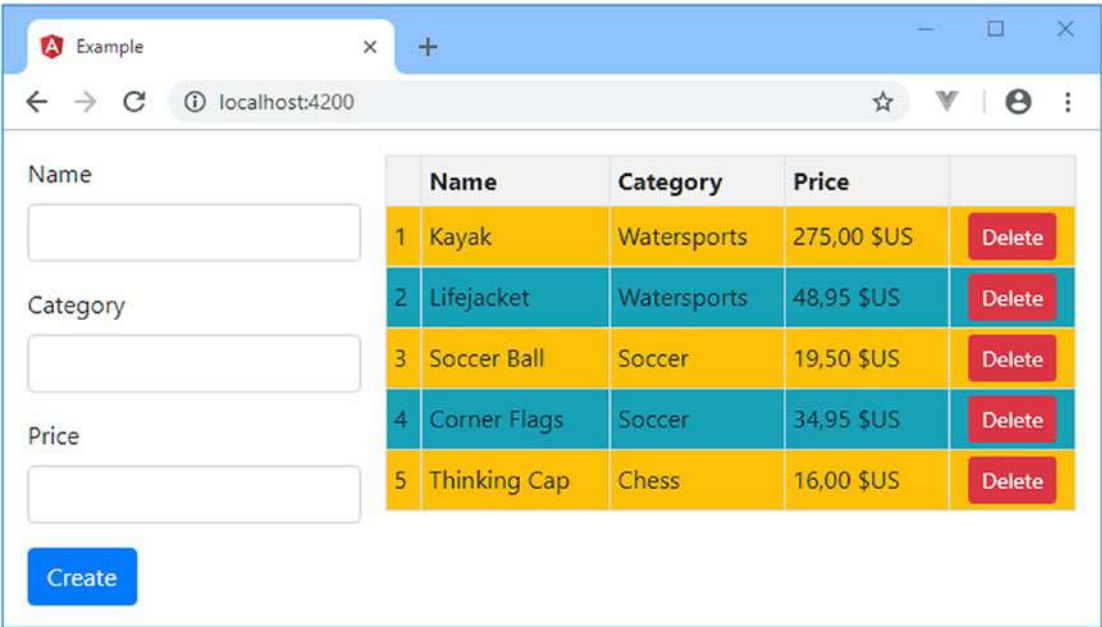 Example
localhost:4200
Name
Category
Price
Create
Name Category Price
1 Kayak Watersports 275,00 $US Delete
2 Lifejacket Watersports 48,95 $US Delete
3 Soccer Ball Soccer 19,50 $US Delete
4 Corner Flags Soccer 34,95 $US Delete
5 Thinking Cap Chess 16,00 $US Delete